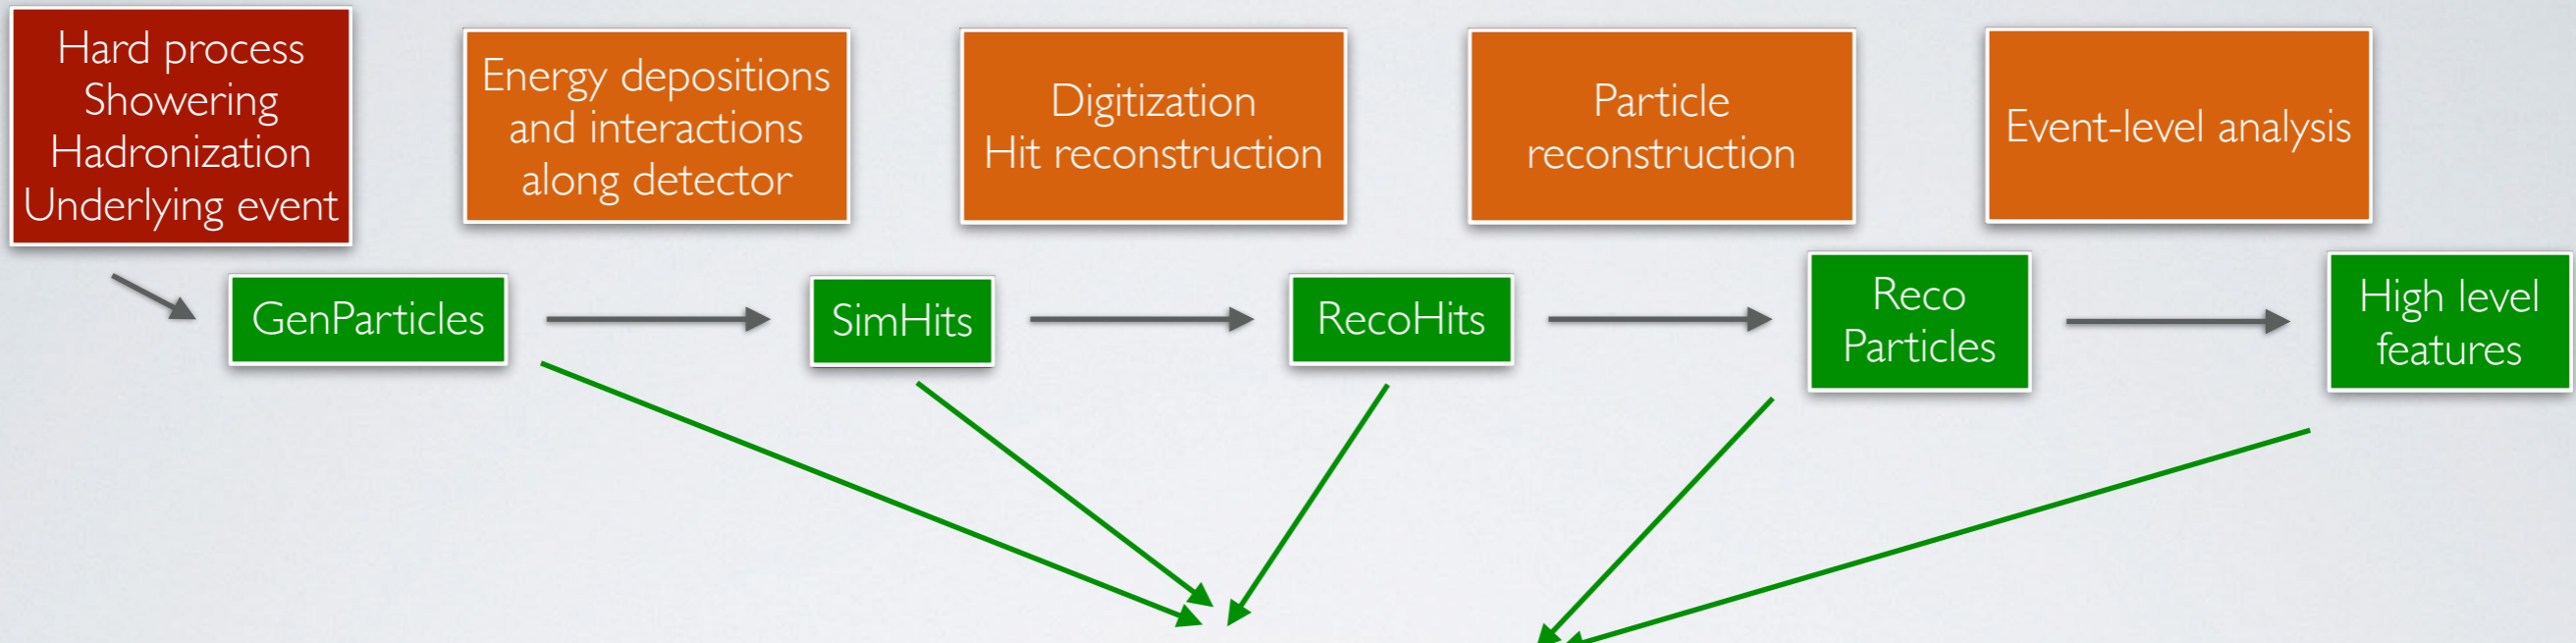 Hard process
Showering
Hadronization
Underlying event
Energy depositions
and interactions
along detector
Digitization
Hit reconstruction
Particle
reconstruction
Event-level analysis
GenParticles
SimHits
RecoHits
Reco
Particles
High level
features